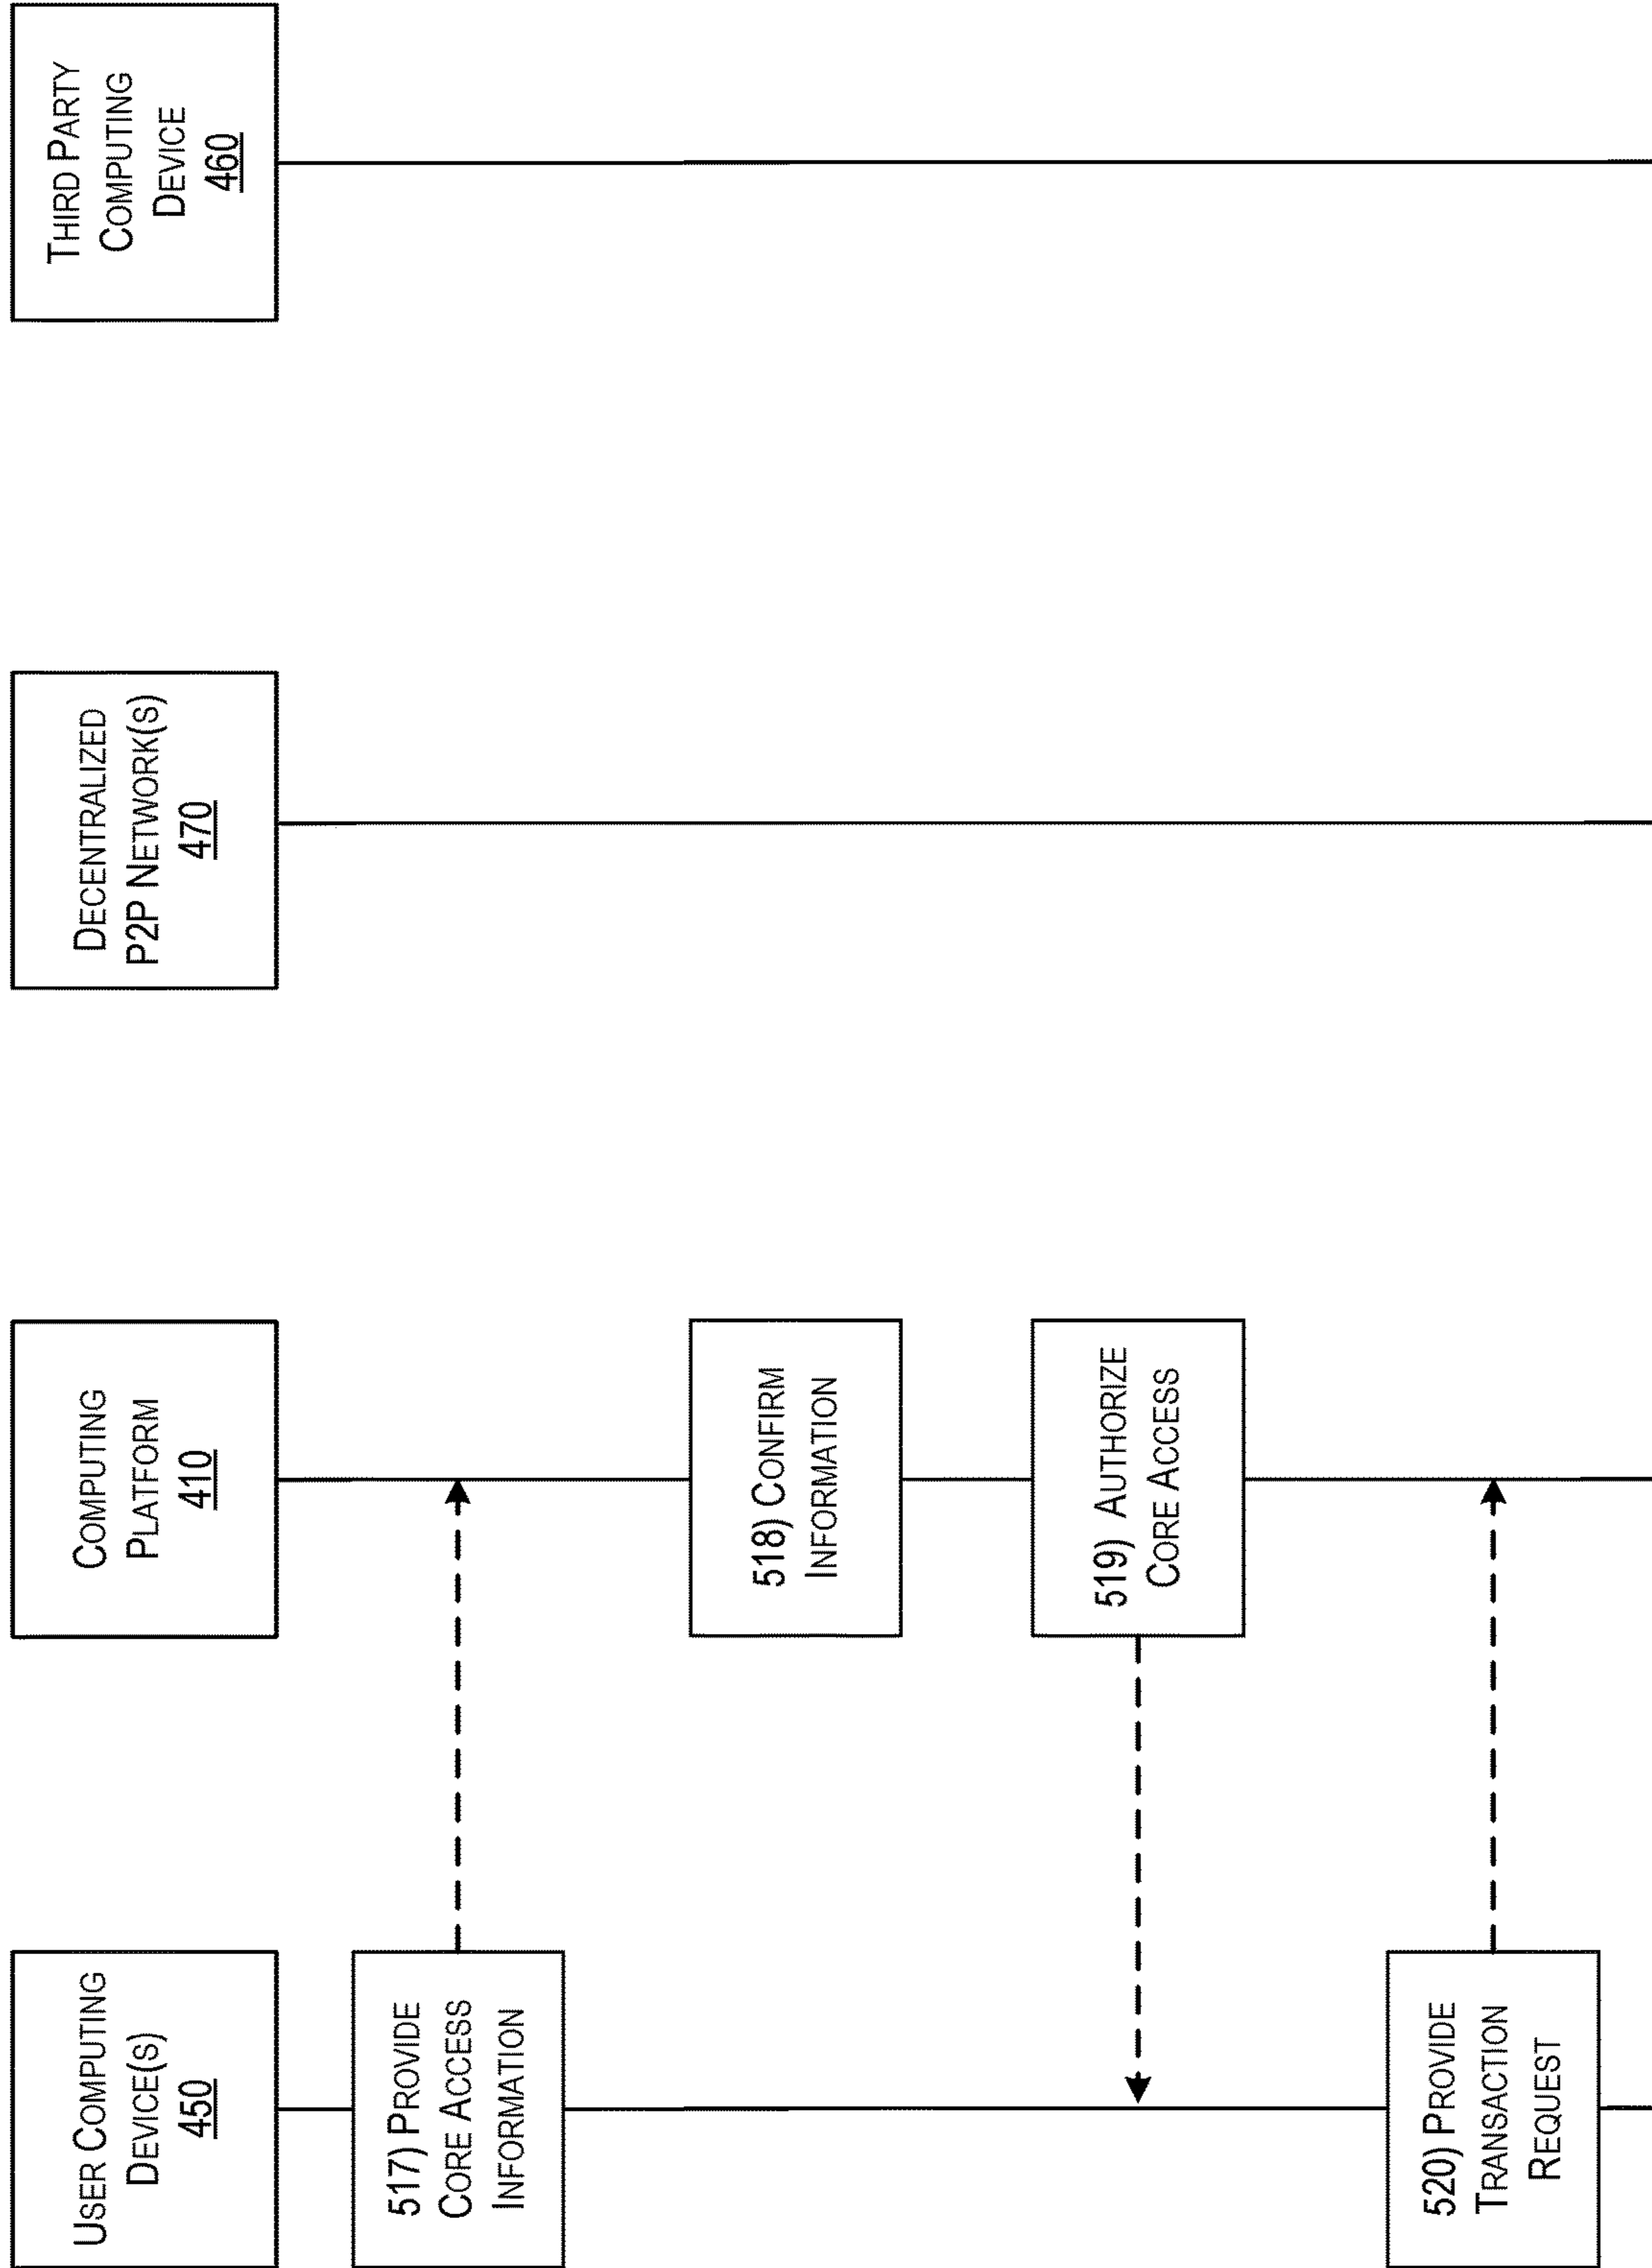 USER COMPUTING
DEVICE(S)
450
COMPUTING
PLATFORM
410
DECENTRALIZED
P2P NETWORK(S)
470
THIRD PARTY
COMPUTING
DEVICE
460
517) PROVIDE
CORE ACCESS
INFORMATION
518) CONFIRM
INFORMATION
519) AUTHORIZE
CORE ACCESS
520) PROVIDE
TRANSACTION
REQUEST